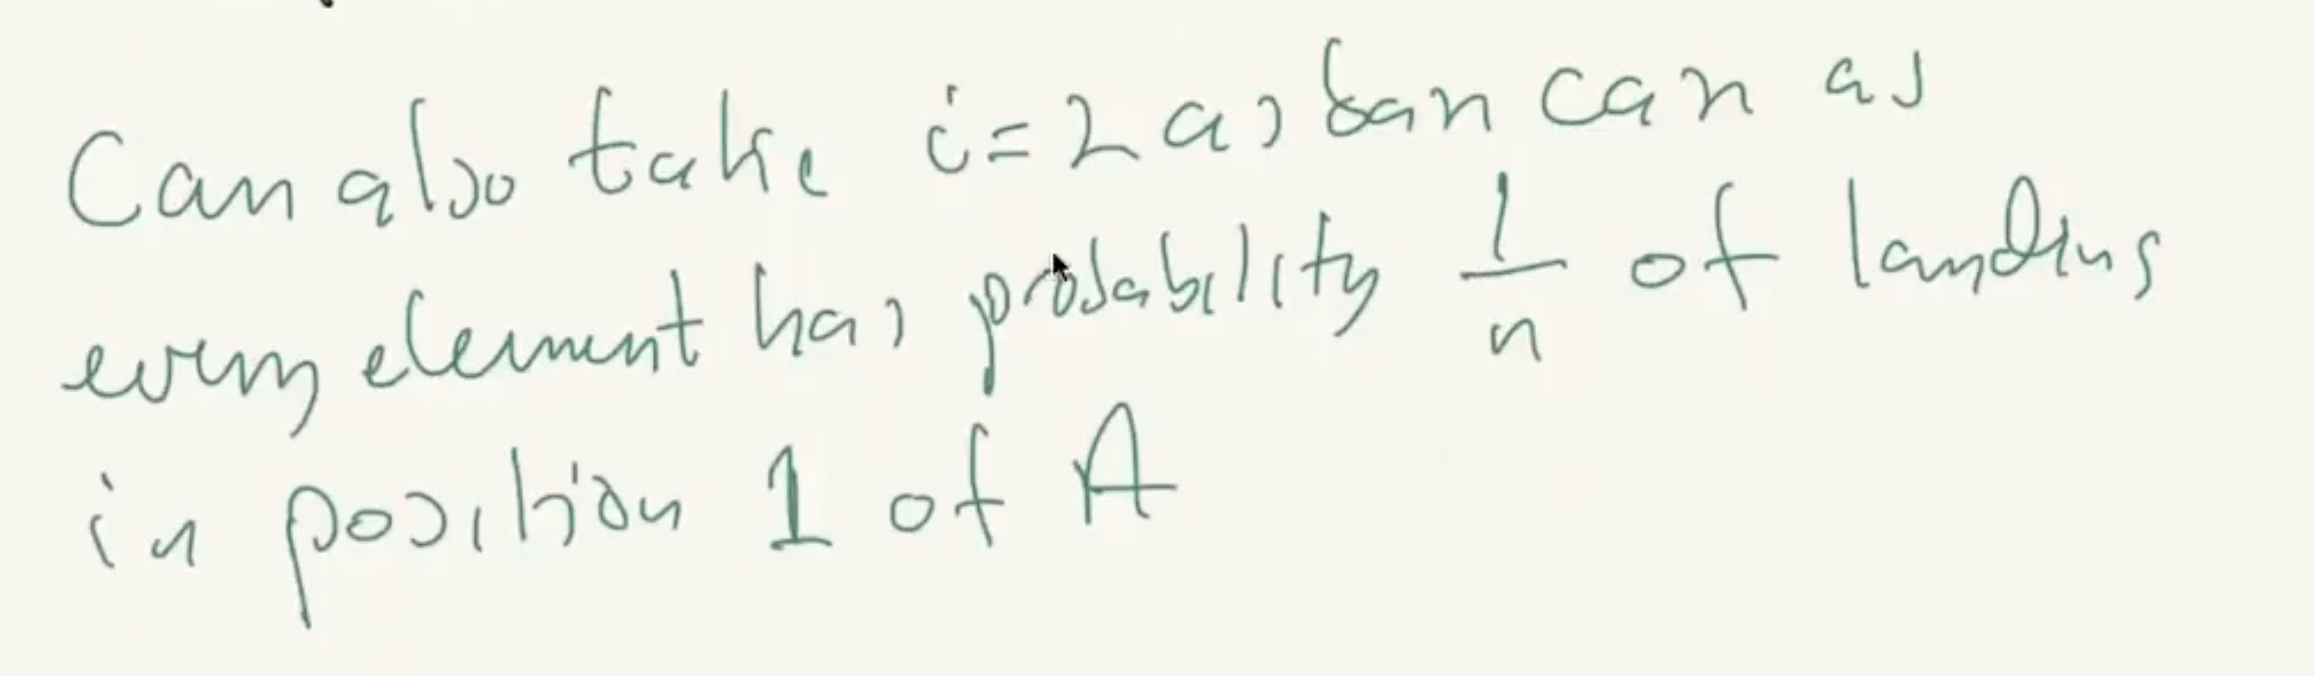 Can also take i=2 as ban can as
every element has probability 1/n of landing
in position 1 of A